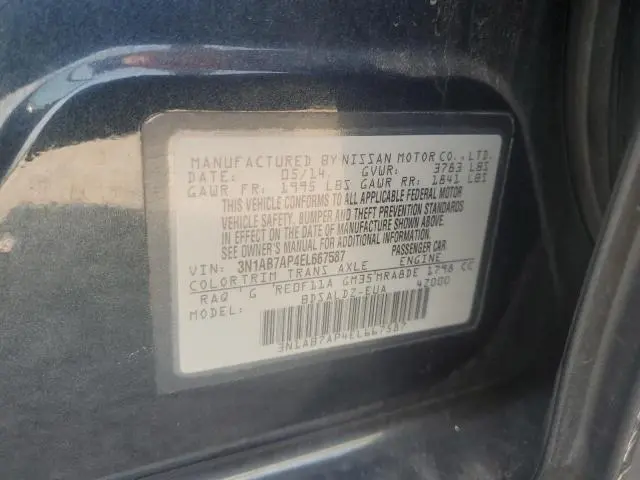 MANUFACTURED BY NISSAN MOTOR CO., LTD.
DATE: 05/14 GVWR: 3763 LBS
GAWR FR: 1995 LBS GAWR RR: 1841 LBS
THIS VEHICLE CONFORMS TO ALL APPLICABLE FEDERAL MOTOR
VEHICLE SAFETY, BUMPER AND THEFT PREVENTION STANDARDS
IN EFFECT ON THE DATE OF MANUFACTURE SHOWN ABOVE.
SEE OWNER'S MANUAL FOR ADDITIONAL INFORMATION.
VIN: 3N1AB7AP4EL667587 PASSENGER CAR
COLOR TRIM TRANS AXLE ENGINE
RAQ G RE0F11A GM35 MRA8DE 1798 CC
BDSALDZ-EUA 4Z000
3N1AB7AP4EL667587